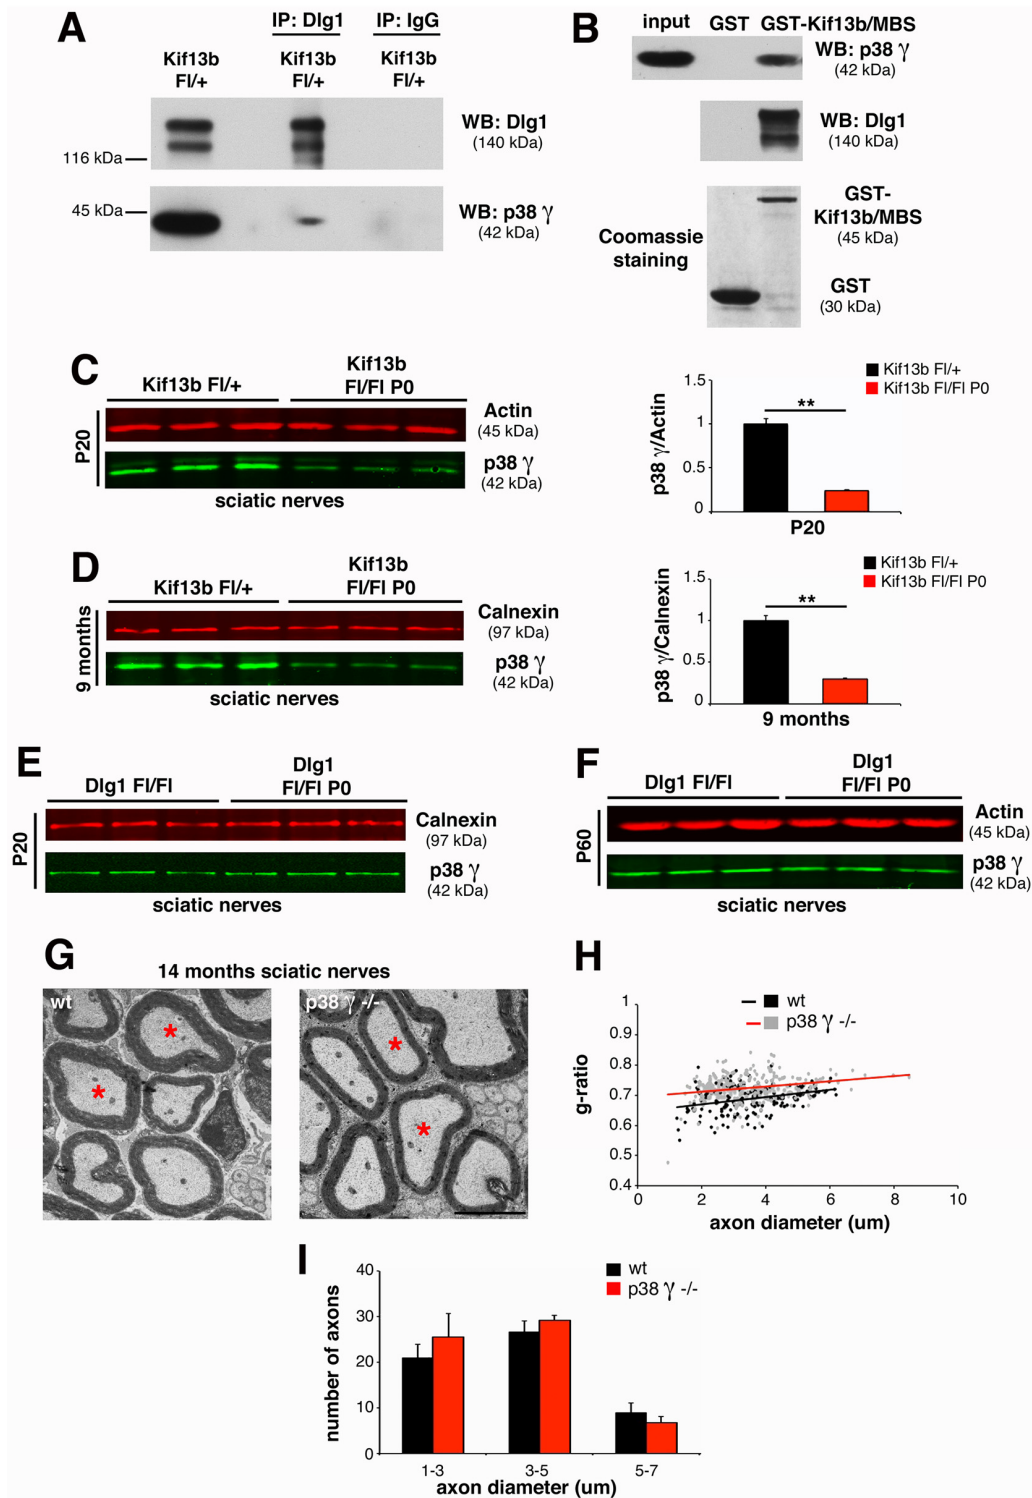 A
IP: Dlg1
IP: IgG
Kif13b
Fl/+
Kif13b
Fl/+
Kif13b
Fl/+
WB: Dlg1
(140 kDa)
116 kDa
45 kDa
WB: p38 γ
(42 kDa)
B
input
GST
GST-Kif13b/MBS
WB: p38 γ
(42 kDa)
WB: Dlg1
(140 kDa)
GST-
Kif13b/MBS
(45 kDa)
Coomassie
staining
GST
(30 kDa)
C
Kif13b Fl/+
Kif13b
Fl/Fl P0
P20
Actin
(45 kDa)
p38 γ
(42 kDa)
sciatic nerves
Kif13b Fl/+
Kif13b Fl/Fl P0
p38 γ/Actin
1.5
1
0.5
0
**
P20
D
Kif13b Fl/+
Kif13b
Fl/Fl P0
9 months
Calnexin
(97 kDa)
p38 γ
(42 kDa)
sciatic nerves
Kif13b Fl/+
Kif13b Fl/Fl P0
p38 γ/Calnexin
1.5
1
0.5
0
**
9 months
E
Dlg1 Fl/Fl
Dlg1
Fl/Fl P0
P20
Calnexin
(97 kDa)
p38 γ
(42 kDa)
sciatic nerves
F
Dlg1 Fl/Fl
Dlg1
Fl/Fl P0
P60
Actin
(45 kDa)
p38 γ
(42 kDa)
sciatic nerves
G
14 months sciatic nerves
wt
*
*
p38 γ -/-
*
*
H
wt
p38 γ -/-
g-ratio
1
0.9
0.8
0.7
0.6
0.5
0.4
0
2
4
6
8
10
axon diameter (um)
I
wt
p38 γ -/-
number of axons
40
30
20
10
0
1-3
3-5
5-7
axon diameter (um)